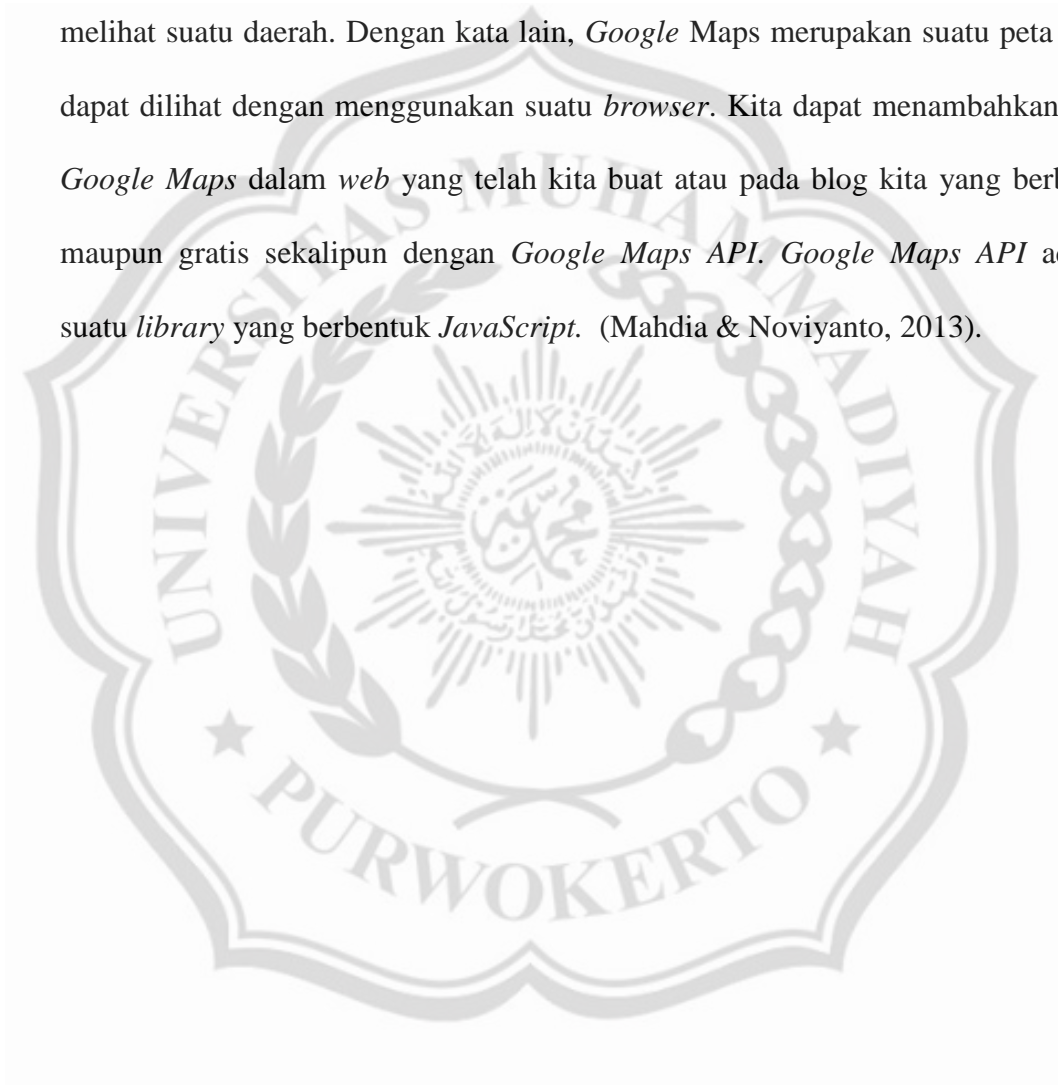 melihat suatu daerah. Dengan kata lain, Google Maps merupakan suatu peta
dapat dilihat dengan menggunakan suatu browser. Kita dapat menambahkan
Google Maps dalam web yang telah kita buat atau pada blog kita yang
maupun gratis sekalipun dengan Google Maps API. Google Maps API
suatu library yang berbentuk JavaScript. (Mahdia & Noviyanto, 2013).
UNIVERSITAS MUHAMMADIYAH
PURWOKERTO